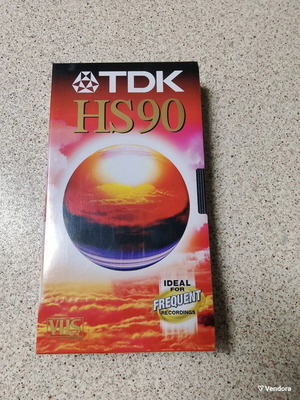 TDK
HS90
IDEAL
FOR
FREQUENT
RECORDINGS
VHS
Vendora